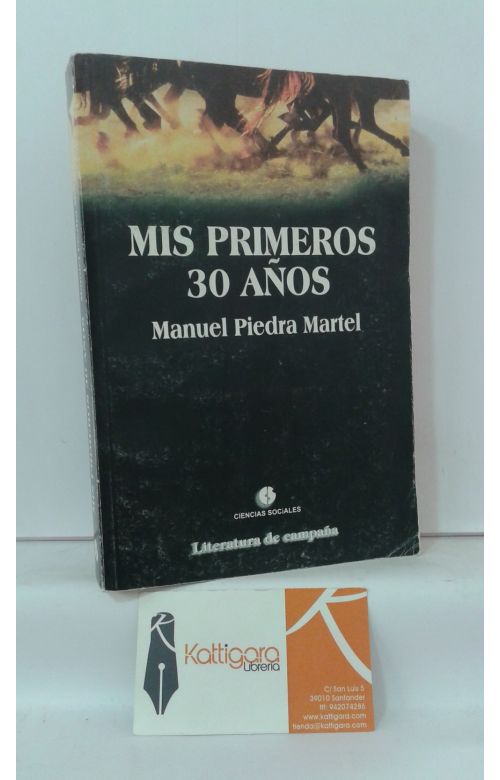 MIS PRIMEROS
30 AÑOS
Manuel Piedra Martel
CIENCIAS SOCIALES
Literatura de campaña
Kattigara
Librería
C/ San Luis 5
39010 Santander
tlf: 942074286
www.kattigara.com
tienda@kattigara.com